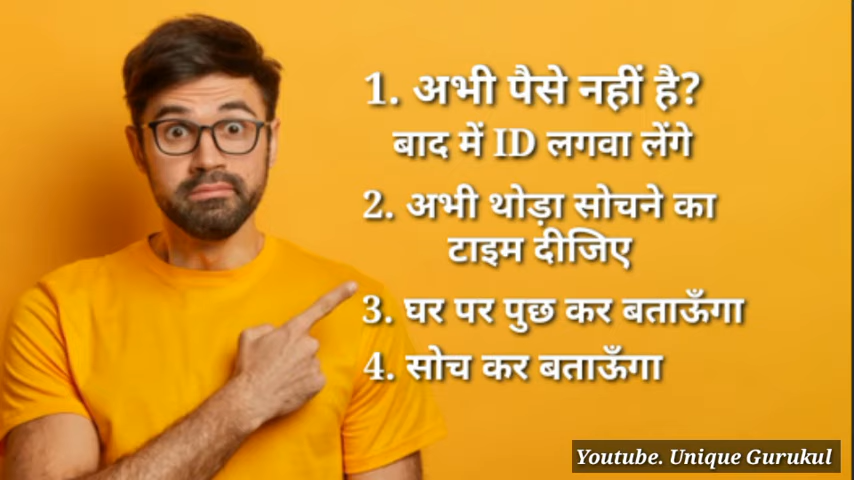 1. अभी पैसे नहीं है?
बाद में ID लगवा लेंगे
2. अभी थोड़ा सोचने का
टाइम दीजिए
3. घर पर पुछ कर बताऊँगा
4. सोच कर बताऊँगा
Youtube. Unique Gurukul